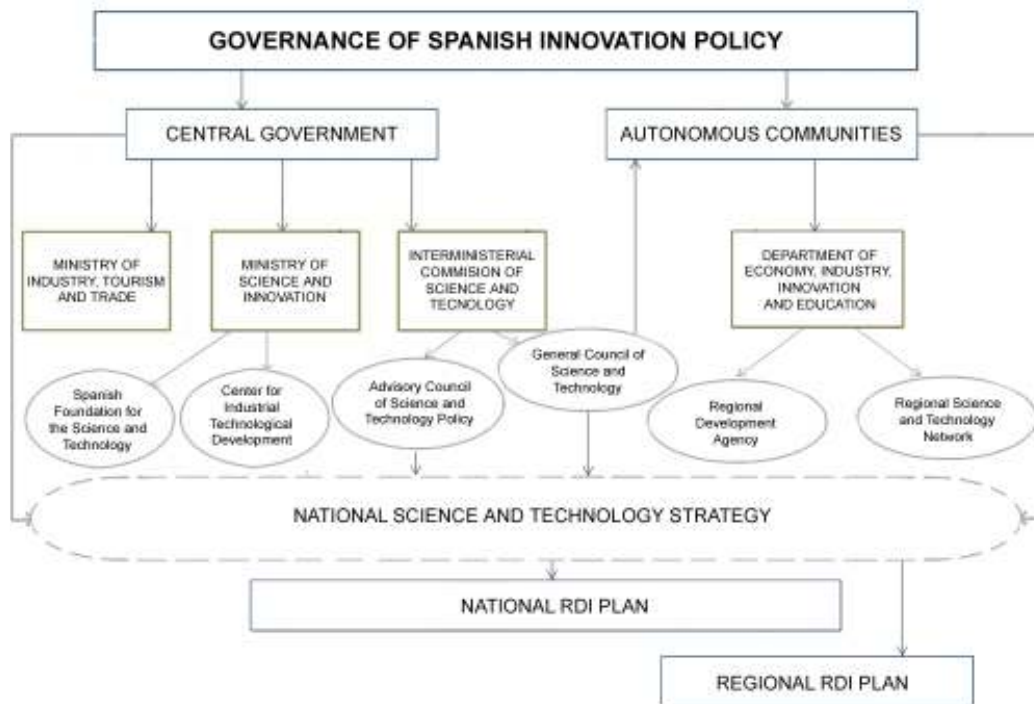 GOVERNANCE OF SPANISH INNOVATION POLICY
CENTRAL GOVERNMENT
AUTONOMOUS COMMUNITIES
MINISTRY OF
INDUSTRY, TOURISM
AND TRADE
MINISTRY OF
SCIENCE AND
INNOVATION
INTERMINISTERIAL
COMMISION OF
SCIENCE AND
TECNOLOGY
DEPARTMENT OF
ECONOMY, INDUSTRY,
INNOVATION
AND EDUCATION
Spanish
Foundation for
the Science and
Technology
Center for
Industrial
Technological
Development
Advisory Council
of Science and
Technology Policy
General Council of
Science and
Technology
Regional
Development
Agency
Regional Science
and Technology
Network
NATIONAL SCIENCE AND TECHNOLOGY STRATEGY
NATIONAL RDI PLAN
REGIONAL RDI PLAN